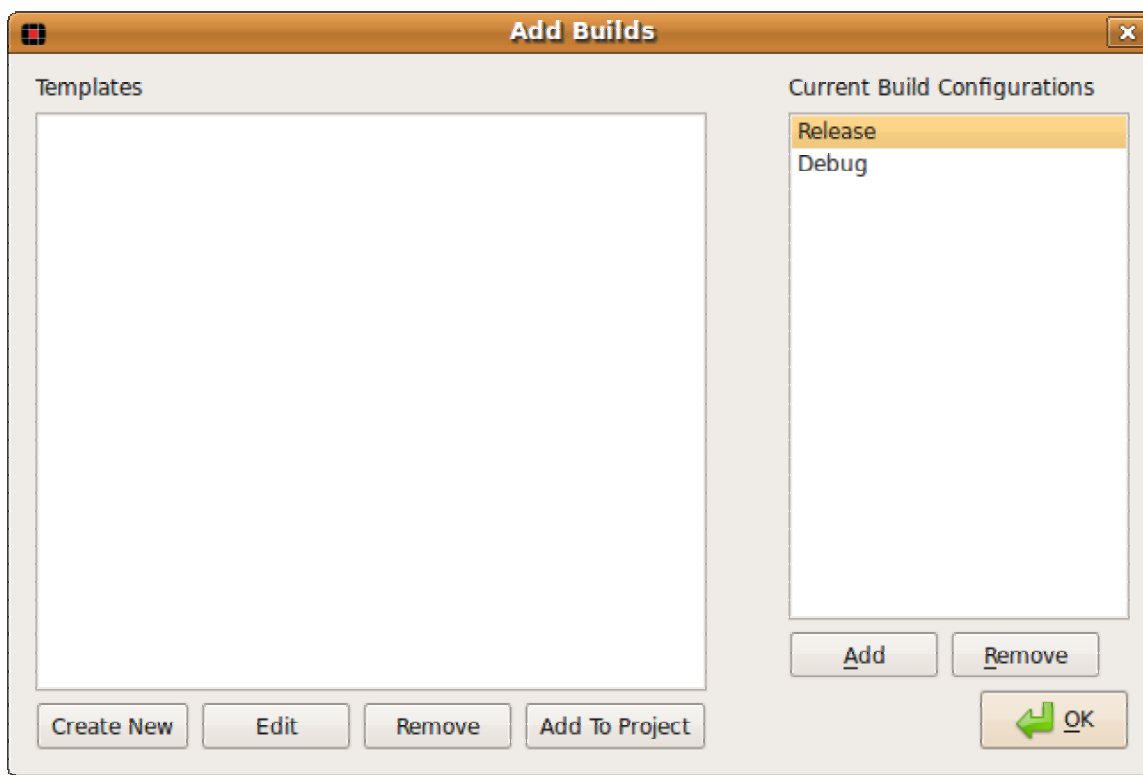 Add Builds
Templates
Current Build Configurations
Release
Debug
Add Remove
Create New Edit Remove Add To Project
OK